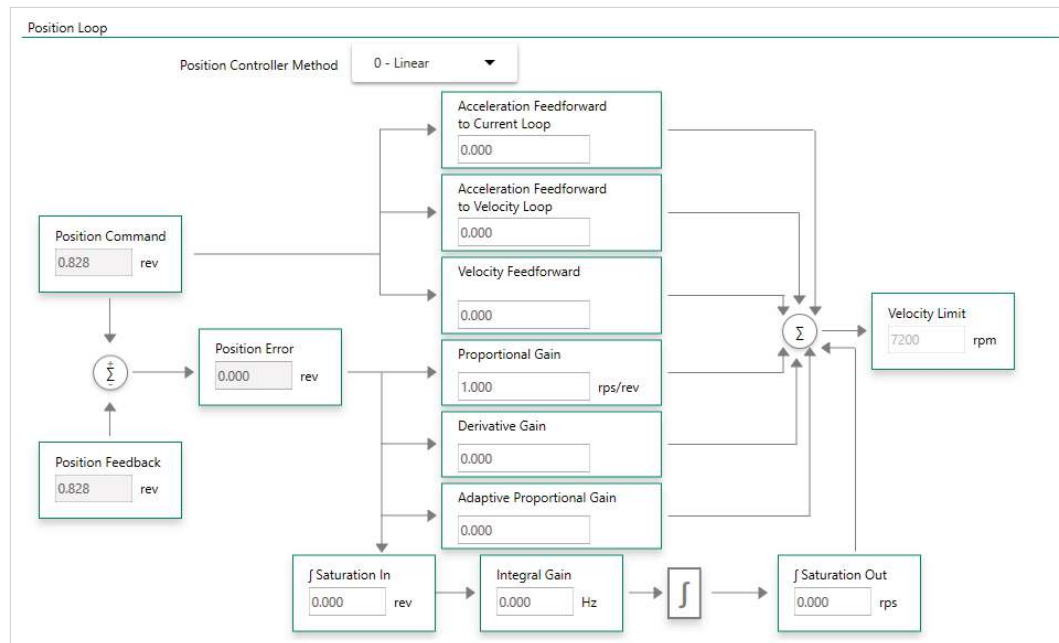 Position Loop
Position Controller Method 0 - Linear
Acceleration Feedforward
to Current Loop
0.000
Acceleration Feedforward
to Velocity Loop
0.000
Position Command
0.828 rev
Velocity Feedforward
0.000
Velocity Limit
7200 rpm
Σ
Position Error
0.000 rev
+
Σ
−
Proportional Gain
1.000 rps/rev
Derivative Gain
0.000
Position Feedback
0.828 rev
Adaptive Proportional Gain
0.000
∫ Saturation In
0.000 rev
Integral Gain
0.000 Hz
∫
∫ Saturation Out
0.000 rps